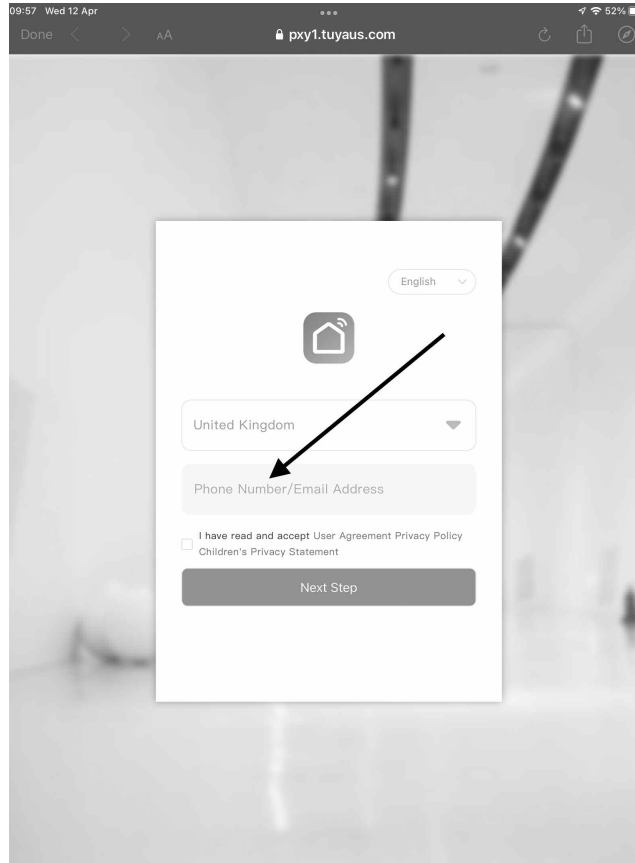 09:57 Wed 12 Apr
52%
Done
AA
pxy1.tuyaus.com
English
United Kingdom
Phone Number/Email Address
I have read and accept User Agreement Privacy Policy
Children's Privacy Statement
Next Step